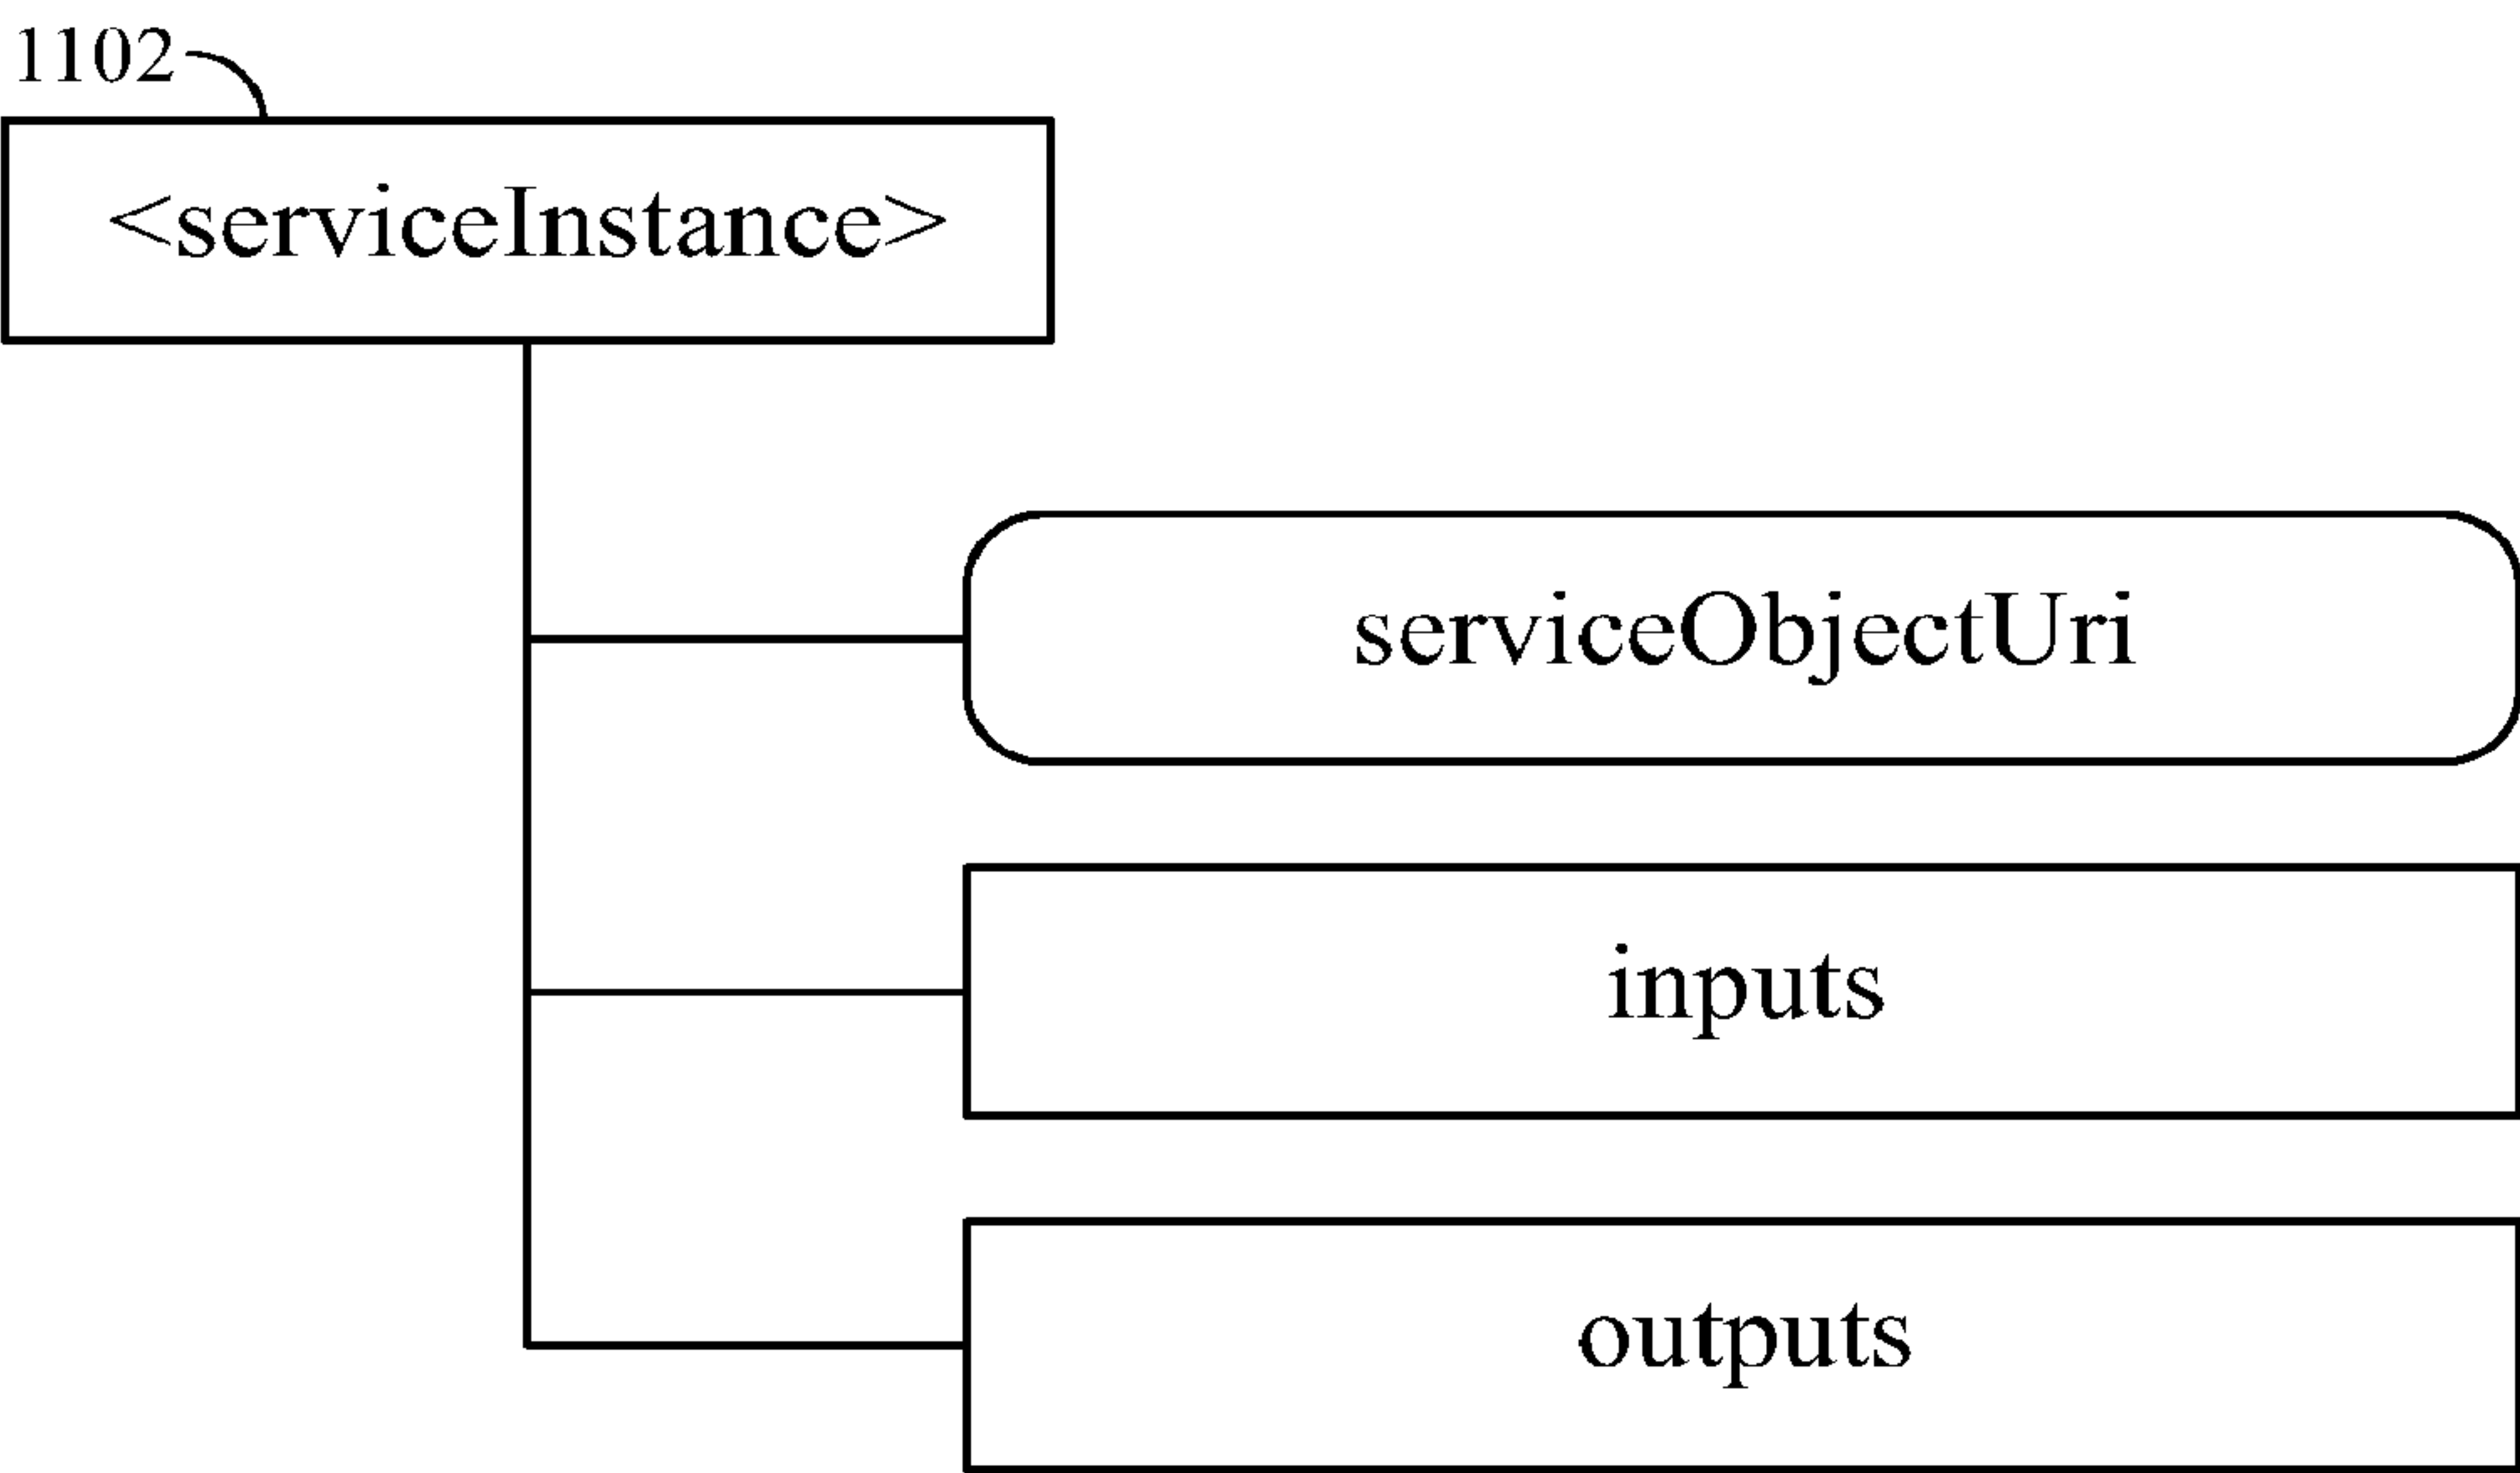 1102
<serviceInstance>
serviceObjectUri
inputs
outputs